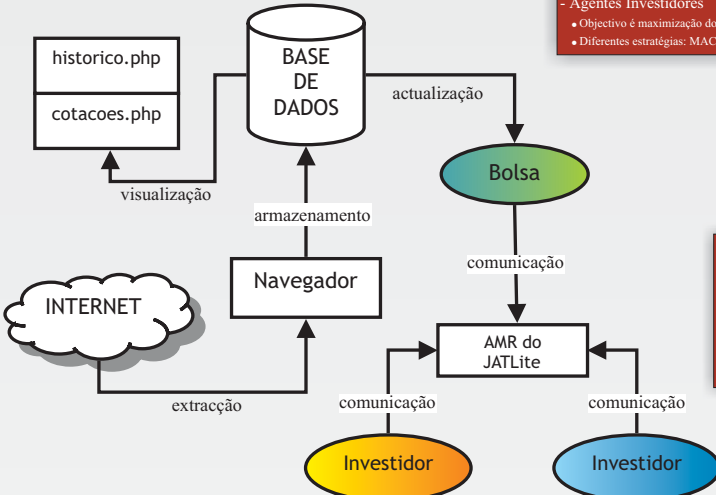 - Agentes Investidores
• Objectivo é maximização do
• Diferentes estratégias: MAC
historico.php
cotacoes.php
BASE
DE
DADOS
actualização
visualização
Bolsa
armazenamento
Navegador
comunicação
INTERNET
AMR do
JATLite
extracção
comunicação
comunicação
Investidor
Investidor